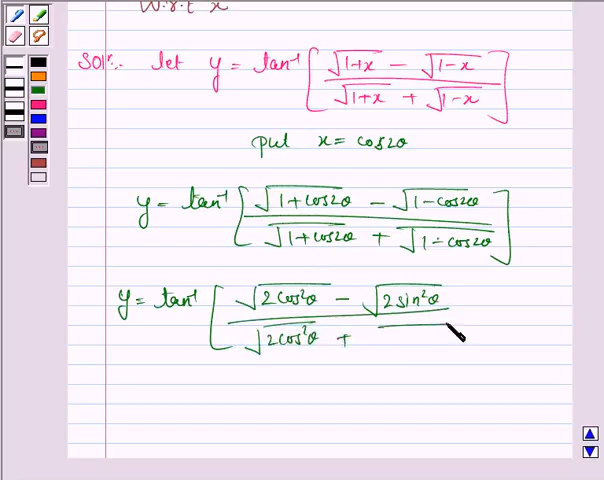 w.r.t x
Solⁿ:- let y = tan⁻¹ [ (√(1+x) - √(1-x)) / (√(1+x) + √(1-x)) ]
put x = cos2θ
y = tan⁻¹ [ (√(1+cos2θ) - √(1-cos2θ)) / (√(1+cos2θ) + √(1-cos2θ)) ]
y = tan⁻¹ [ (√(2cos²θ) - √(2sin²θ)) / (√(2cos²θ) +